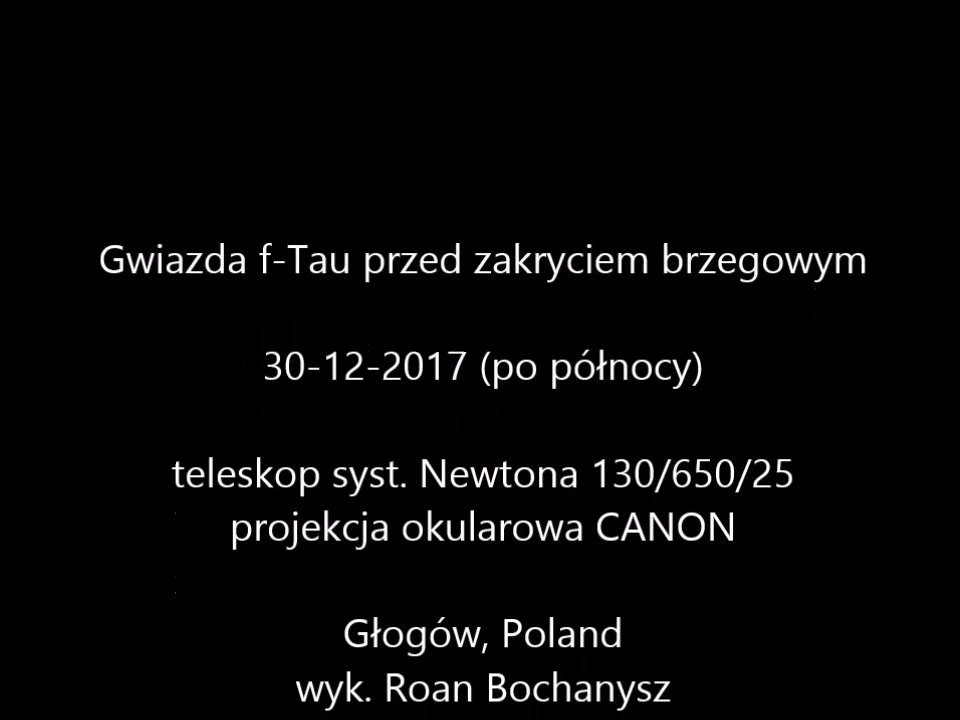 Gwiazda f-Tau przed zakryciem brzegowym
30-12-2017 (po północy)
teleskop syst. Newtona 130/650/25
projekcja okularowa CANON
Głogów, Poland
wyk. Roan Bochanysz